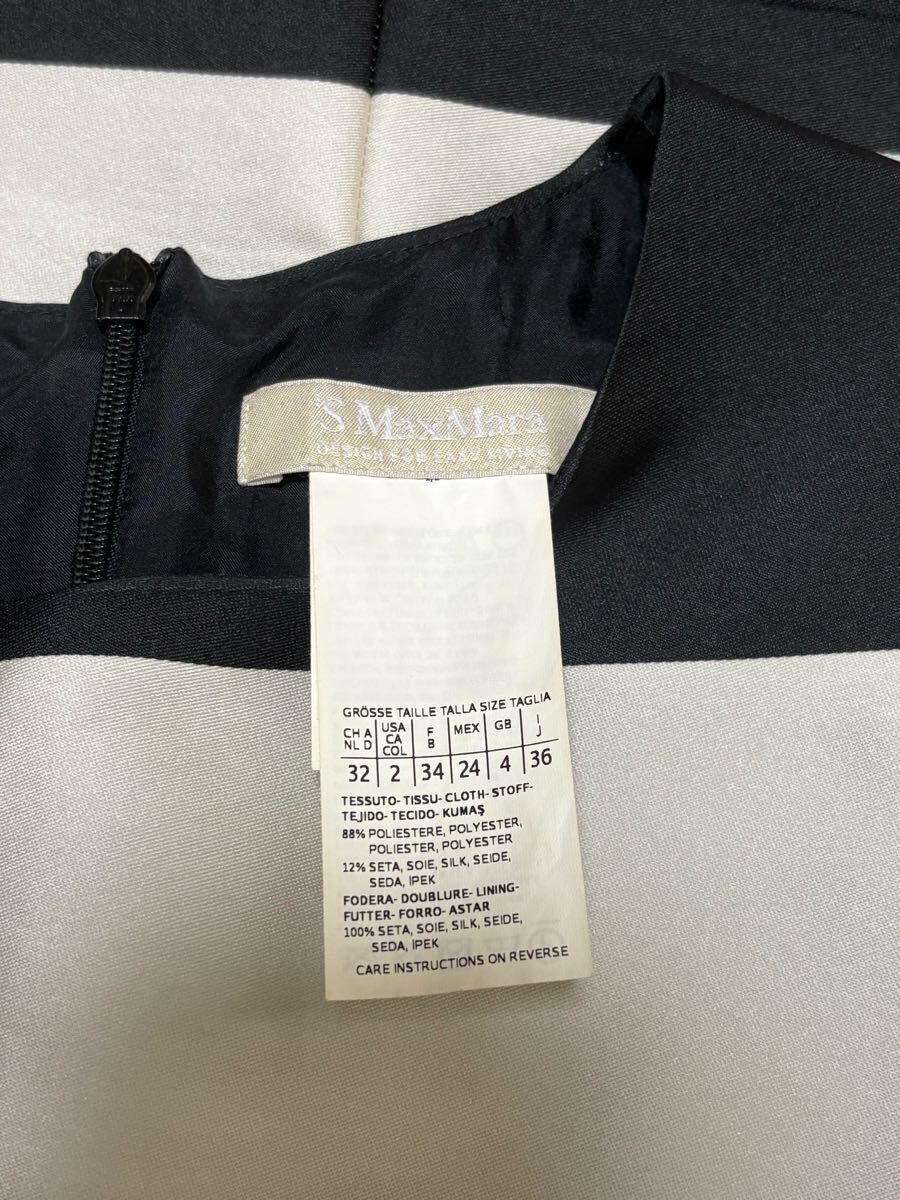 'S MaxMara
DESIGN FOR EASY LIVING
GRÖSSE TAILLE TALLA SIZE TAGLIA
CH A NL D USA CA COL F B MEX GB I J
32 2 34 24 4 36
TESSUTO- TISSU- CLOTH- STOFF-
TEJIDO- TECIDO- KUMAŞ
88% POLIESTERE, POLYESTER,
POLIESTER, POLYESTER
12% SETA, SOIE, SILK, SEIDE,
SEDA, İPEK
FODERA- DOUBLURE- LINING-
FUTTER- FORRO- ASTAR
100% SETA, SOIE, SILK, SEIDE,
SEDA, İPEK
CARE INSTRUCTIONS ON REVERSE